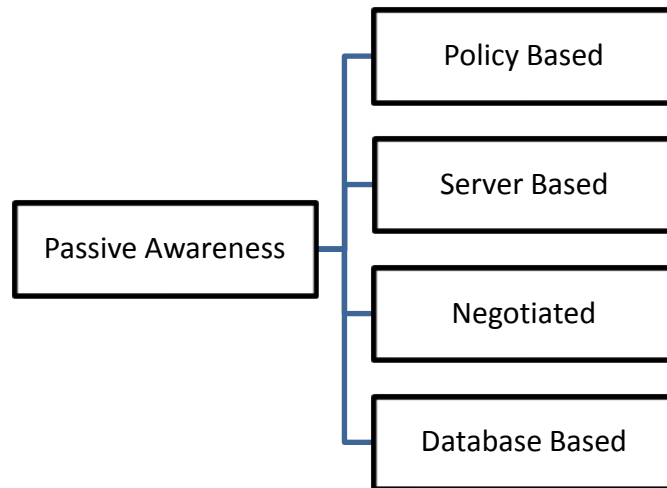 Policy Based
Server Based
Passive Awareness
Negotiated
Database Based